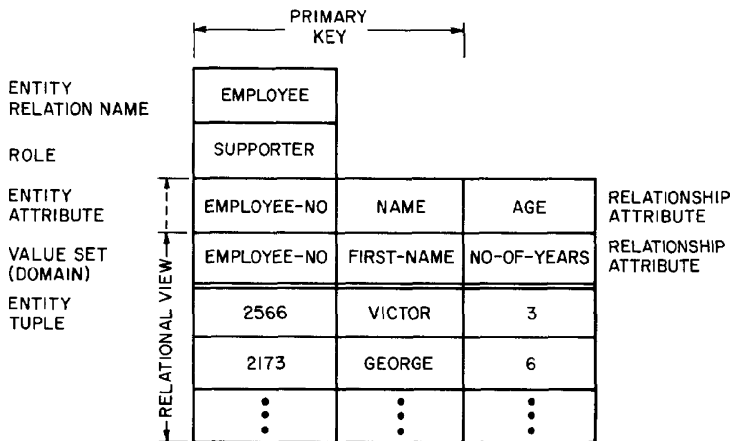 PRIMARY
KEY
ENTITY
RELATION NAME
EMPLOYEE
ROLE
SUPPORTER
ENTITY
ATTRIBUTE
EMPLOYEE-NO
NAME
AGE
RELATIONSHIP
ATTRIBUTE
VALUE SET
(DOMAIN)
EMPLOYEE-NO
FIRST-NAME
NO-OF-YEARS
RELATIONSHIP
ATTRIBUTE
ENTITY
TUPLE
RELATIONAL VIEW
2566
VICTOR
3
2173
GEORGE
6